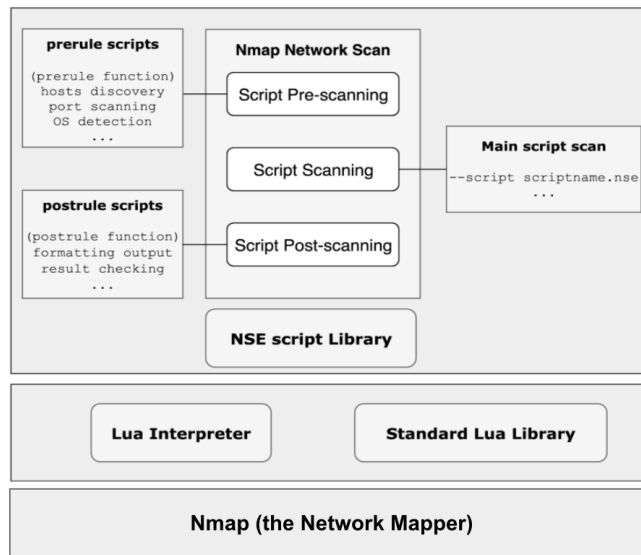 prerule scripts
(prerule function)
hosts discovery
port scanning
OS detection
...
Nmap Network Scan
Script Pre-scanning
Script Scanning
Script Post-scanning
Main script scan
--script scriptname.nse
...
postrule scripts
(postrule function)
formatting output
result checking
...
NSE script Library
Lua Interpreter
Standard Lua Library
Nmap (the Network Mapper)